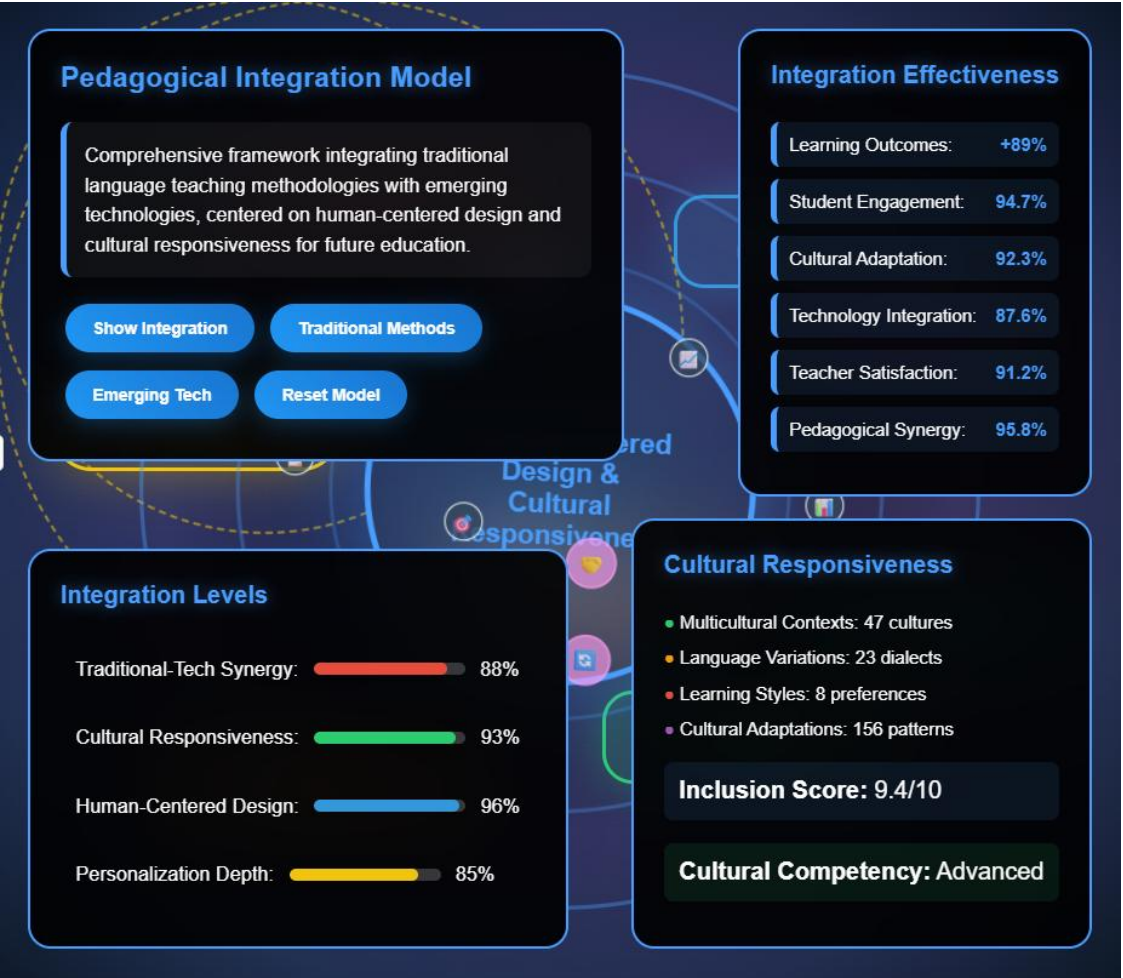 Pedagogical Integration Model
Comprehensive framework integrating traditional
language teaching methodologies with emerging
technologies, centered on human-centered design and
cultural responsiveness for future education.
Show Integration
Traditional Methods
Emerging Tech
Reset Model
Integration Effectiveness
Learning Outcomes: +89%
Student Engagement: 94.7%
Cultural Adaptation: 92.3%
Technology Integration: 87.6%
Teacher Satisfaction: 91.2%
Pedagogical Synergy: 95.8%
Design &
Cultural
Integration Levels
Traditional-Tech Synergy: 88%
Cultural Responsiveness: 93%
Human-Centered Design: 96%
Personalization Depth: 85%
Cultural Responsiveness
• Multicultural Contexts: 47 cultures
• Language Variations: 23 dialects
• Learning Styles: 8 preferences
• Cultural Adaptations: 156 patterns
Inclusion Score: 9.4/10
Cultural Competency: Advanced